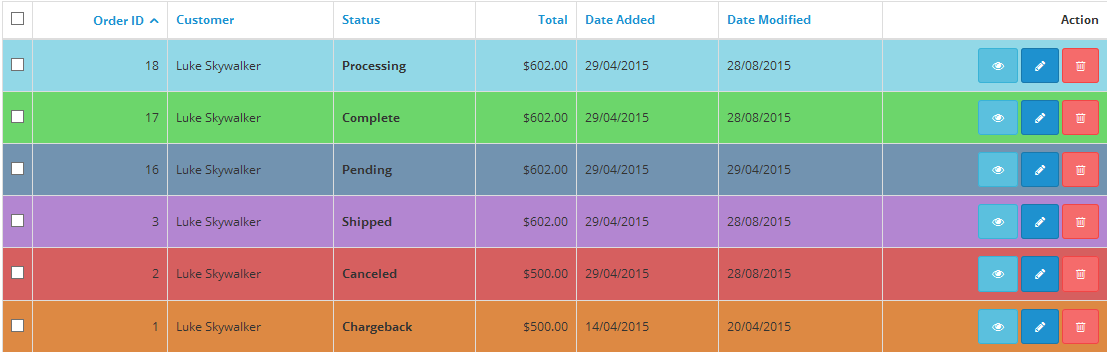 Order ID Customer Status Total Date Added Date Modified Action
18 Luke Skywalker Processing $602.00 29/04/2015 28/08/2015
17 Luke Skywalker Complete $602.00 29/04/2015 28/08/2015
16 Luke Skywalker Pending $602.00 29/04/2015 29/04/2015
3 Luke Skywalker Shipped $602.00 29/04/2015 28/08/2015
2 Luke Skywalker Canceled $500.00 29/04/2015 28/08/2015
1 Luke Skywalker Chargeback $500.00 14/04/2015 20/04/2015